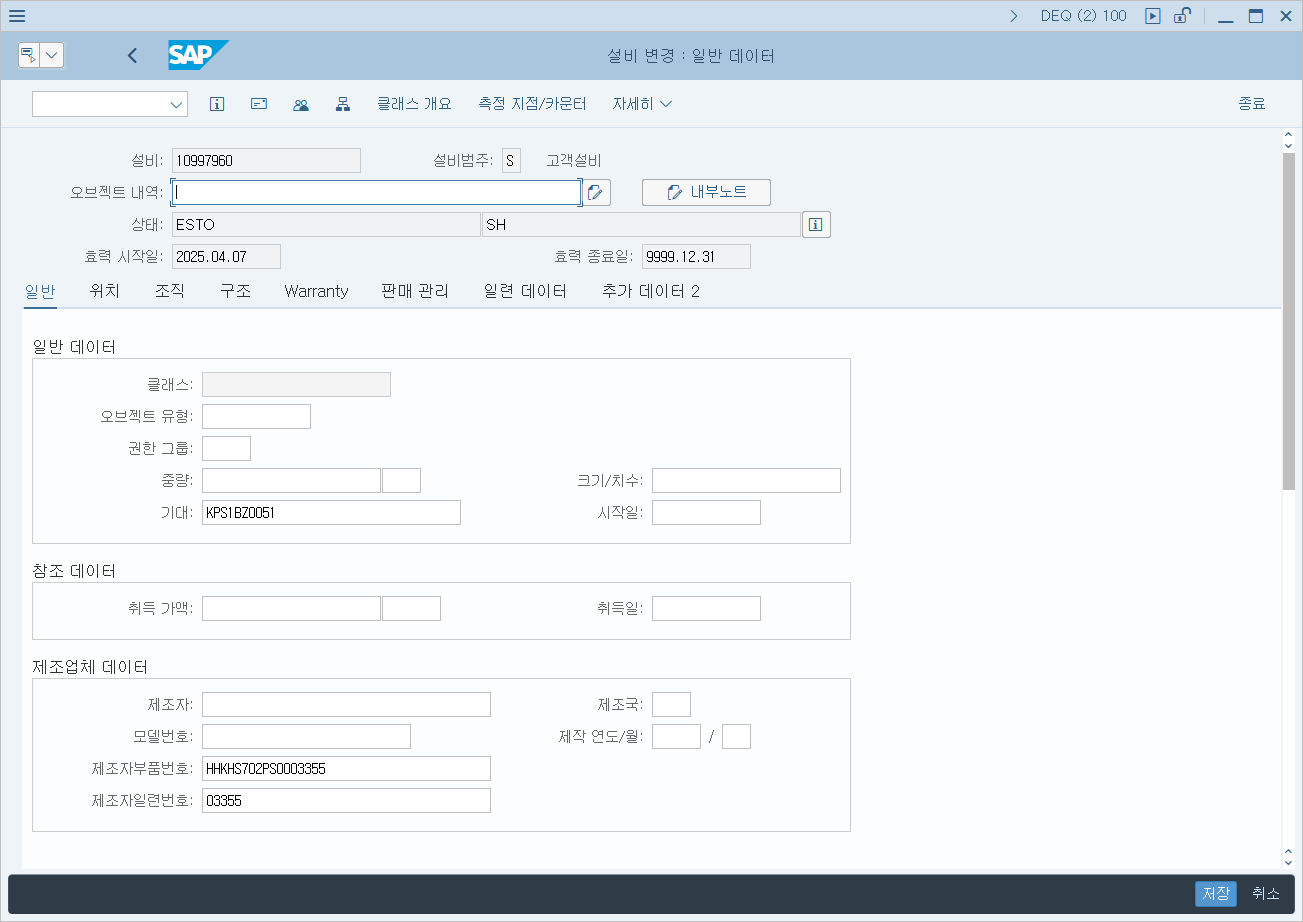 DEQ (2) 100
SAP 설비 변경 : 일반 데이터
클래스 개요 측정 지점/카운터 자세히 종료
설비: 10997960 설비범주: S 고객설비
오브젝트 내역: 내부노트
상태: ESTO SH
효력 시작일: 2025.04.07 효력 종료일: 9999.12.31
일반 위치 조직 구조 Warranty 판매 관리 일련 데이터 추가 데이터 2
일반 데이터
클래스:
오브젝트 유형:
권한 그룹:
중량: 크기/치수:
기대: KPS1BZ0051 시작일:
참조 데이터
취득 가액: 취득일:
제조업체 데이터
제조자: 제조국:
모델번호: 제작 연도/월: /
제조자부품번호: HHKHS702PS0003355
제조자일련번호: 03355
저장 취소